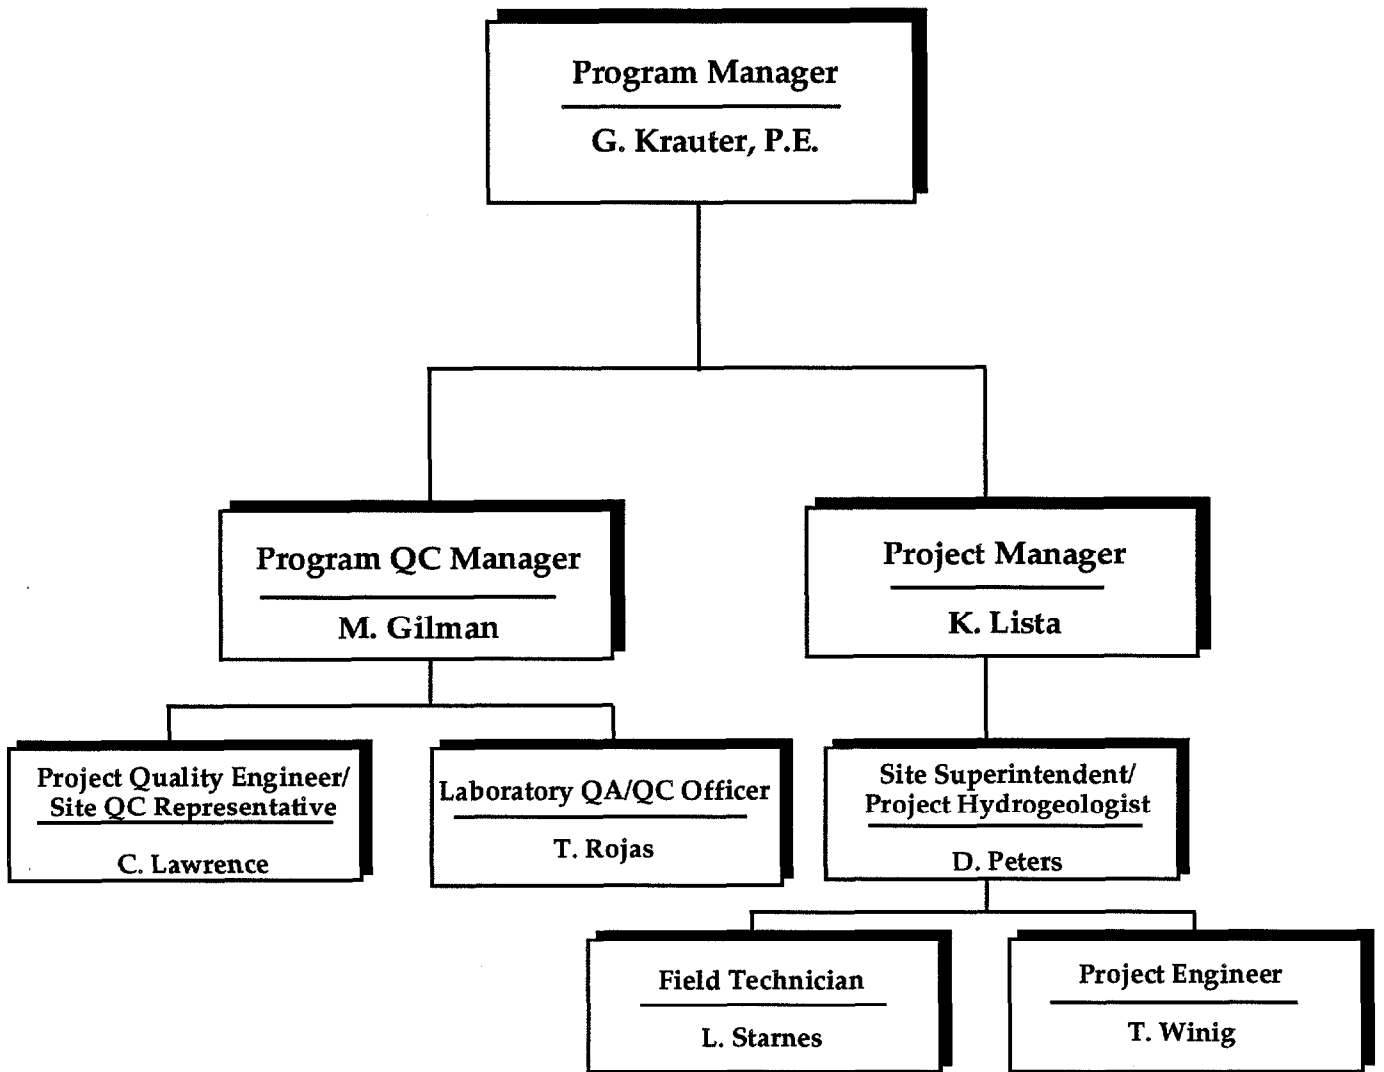 Program Manager
G. Krauter, P.E.
Program QC Manager
M. Gilman
Project Manager
K. Lista
Project Quality Engineer/
Site QC Representative
C. Lawrence
Laboratory QA/QC Officer
T. Rojas
Site Superintendent/
Project Hydrogeologist
D. Peters
Field Technician
L. Starnes
Project Engineer
T. Winig